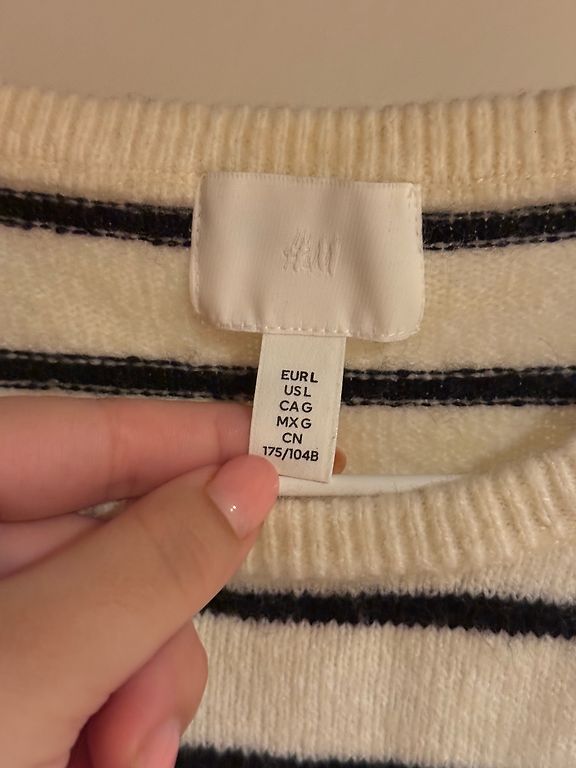 H&M
EUR L
US L
CA G
MX G
CN
175/104B